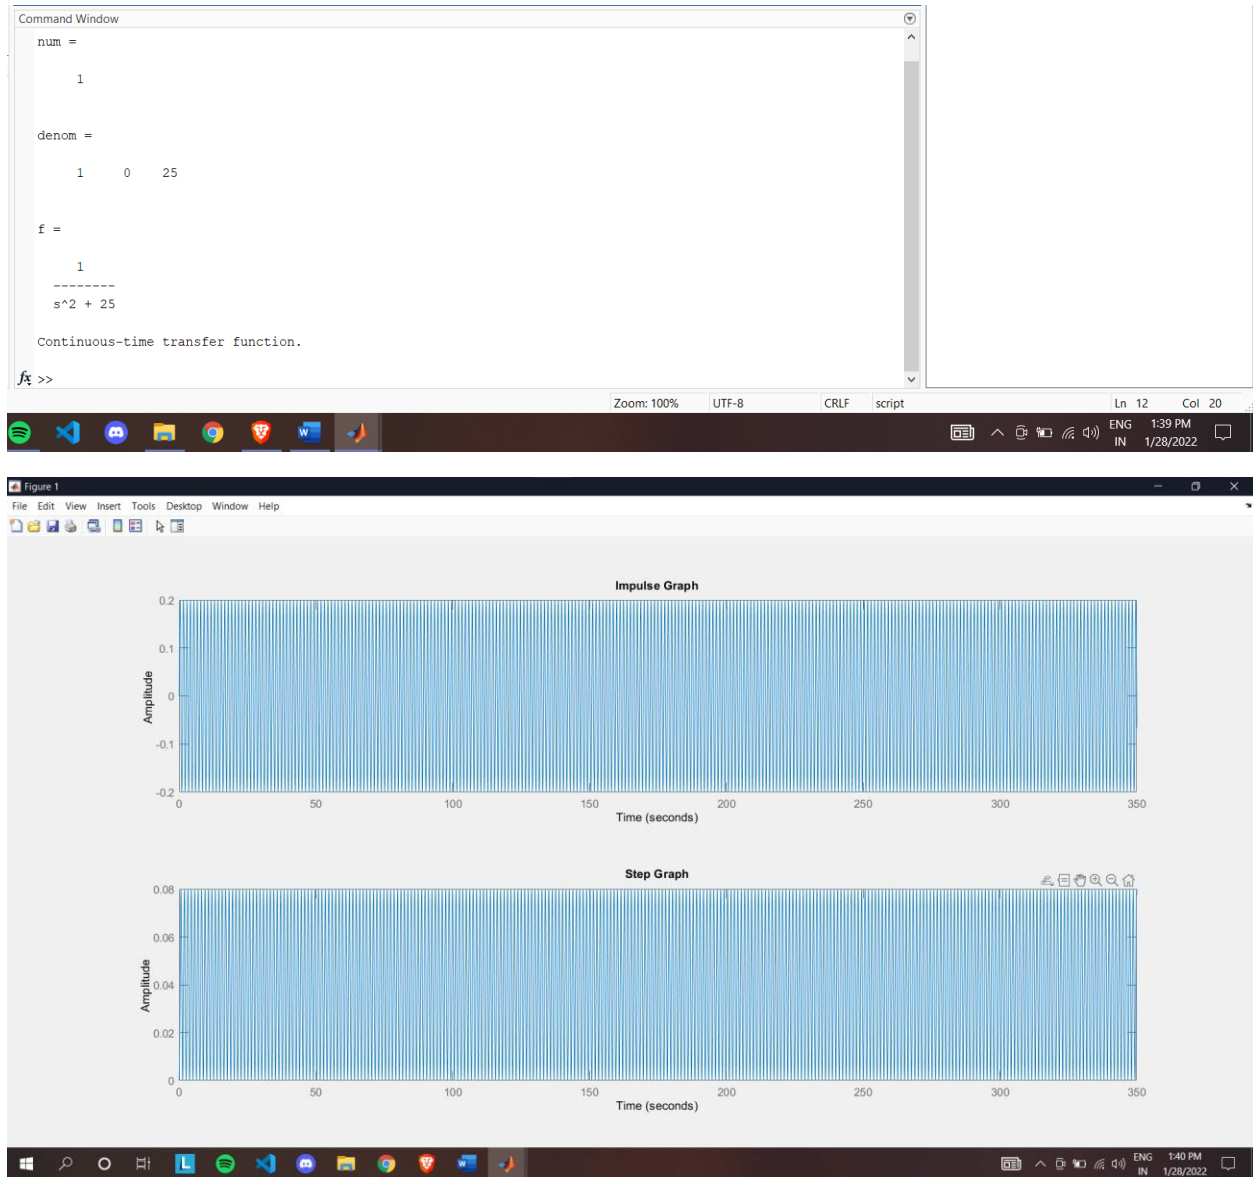 Command Window
num =
1
denom =
1 0 25
f =
1
--------
s^2 + 25
Continuous-time transfer function.
fx >>
Zoom: 100% UTF-8 CRLF script Ln 12 Col 20
ENG 1:39 PM
IN 1/28/2022
Figure 1
File Edit View Insert Tools Desktop Window Help
Impulse Graph
0.2
0.1
0
-0.1
-0.2
Amplitude
0 50 100 150 200 250 300 350
Time (seconds)
Step Graph
0.08
0.06
0.04
0.02
0
Amplitude
0 50 100 150 200 250 300 350
Time (seconds)
L
ENG 1:40 PM
IN 1/28/2022